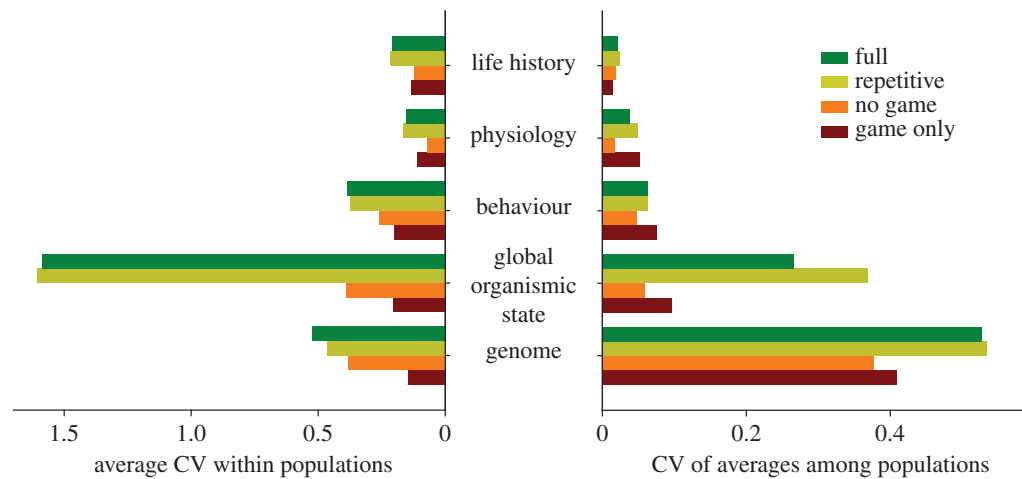 life history
physiology
behaviour
global
organismic
state
genome
full
repetitive
no game
game only
1.5 1.0 0.5 0
0 0.2 0.4
average CV within populations
CV of averages among populations